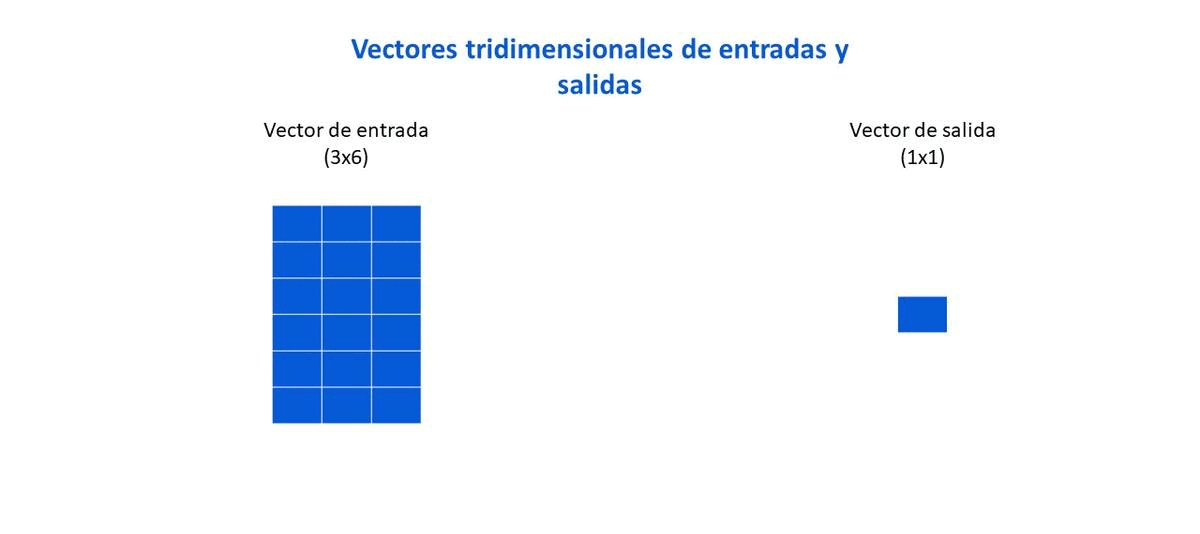 Vectores tridimensionales de entradas y
salidas
Vector de entrada
(3x6)
Vector de salida
(1x1)